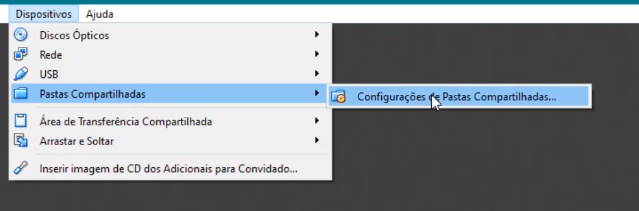 Dispositivos Ajuda
Discos Ópticos
Rede
USB
Pastas Compartilhadas
Configurações de Pastas Compartilhadas...
Área de Transferência Compartilhada
Arrastar e Soltar
Inserir imagem de CD dos Adicionais para Convidado...